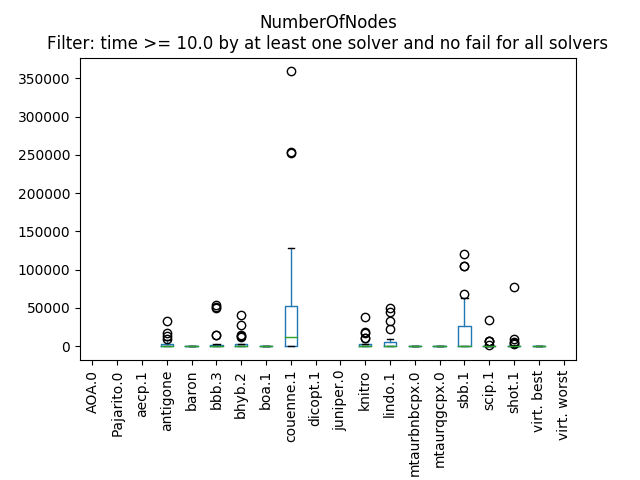 NumberOfNodes
Filter: time >= 10.0 by at least one solver and no fail for all solvers
350000
300000
250000
200000
150000
100000
50000
0
AOA.0
Pajarito.0
aecp.1
antigone
baron
bbb.3
bhyb.2
boa.1
couenne.1
dicopt.1
juniper.0
knitro
lindo.1
mtaurbnbcpx.0
mtaurqgcpx.0
sbb.1
scip.1
shot.1
virt. best
virt. worst